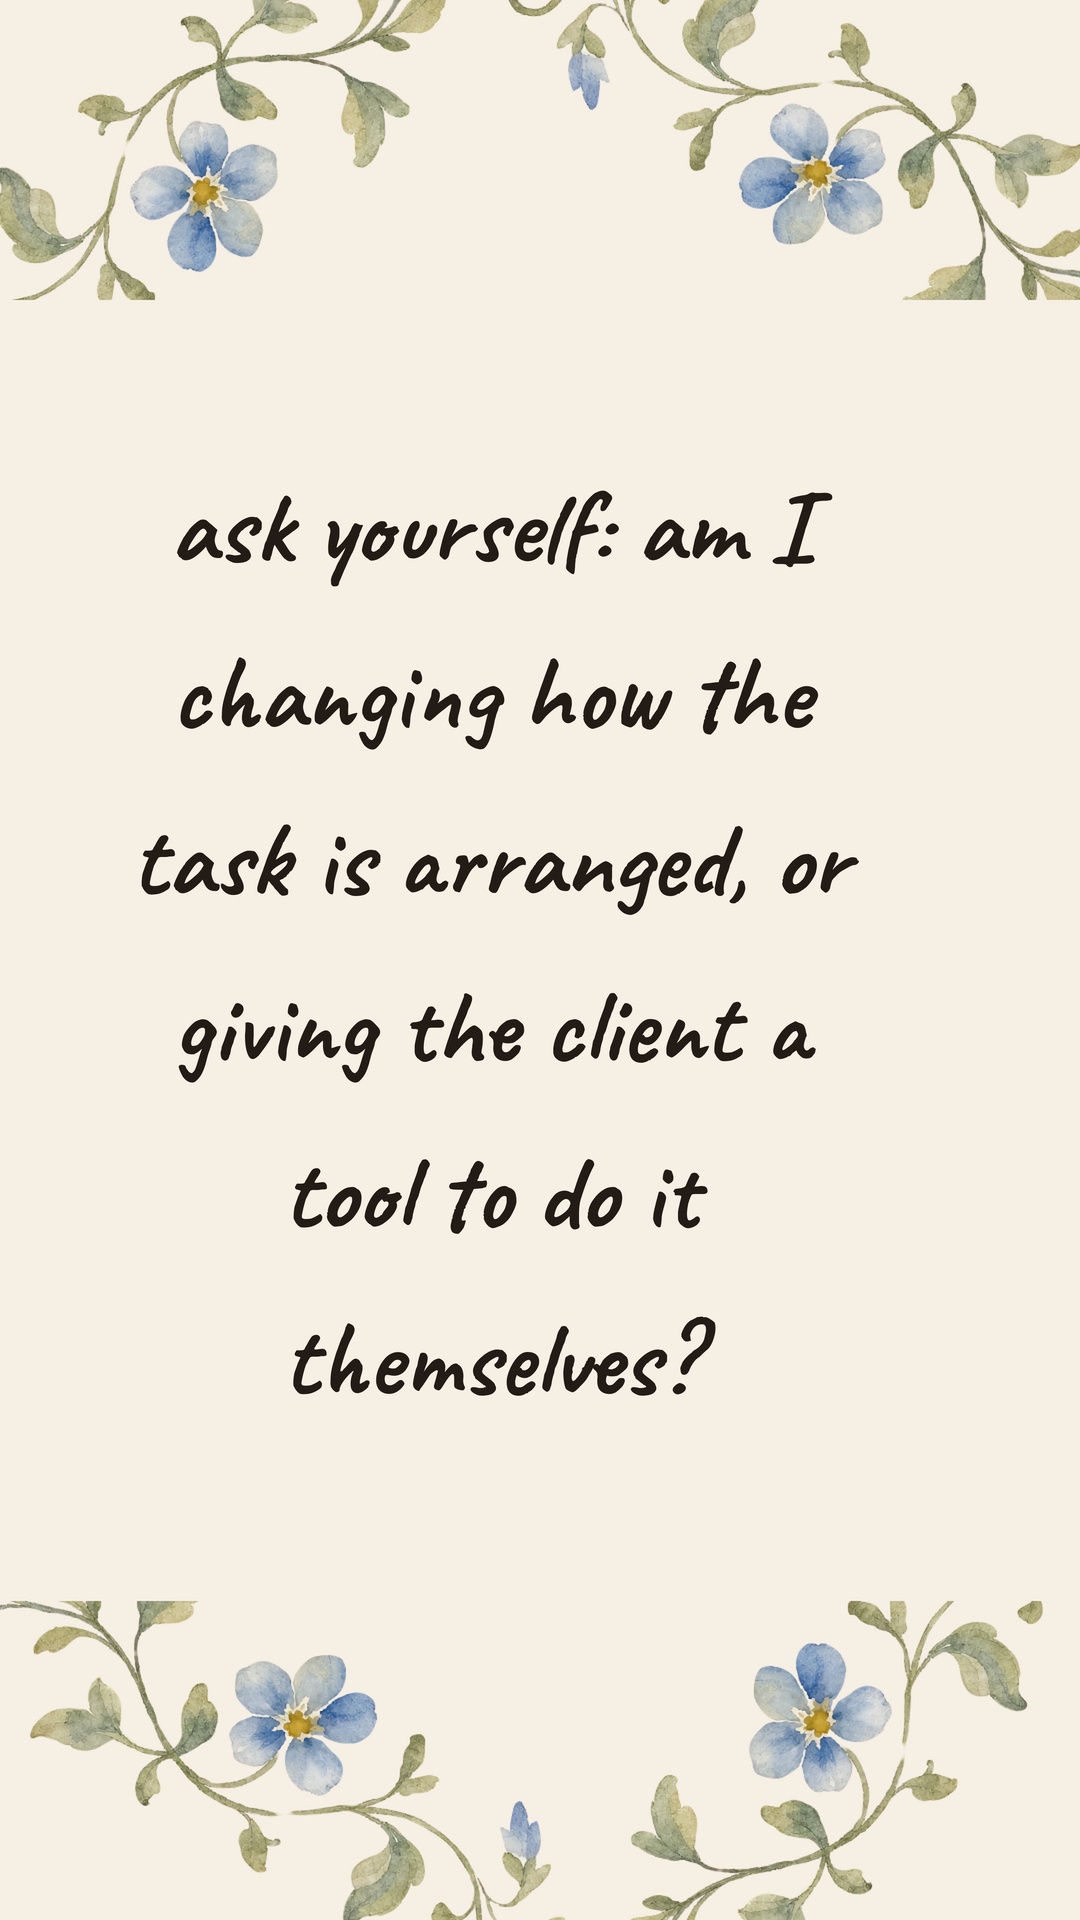 ask yourself: am I
changing how the
task is arranged, or
giving the client a
tool to do it
themselves?